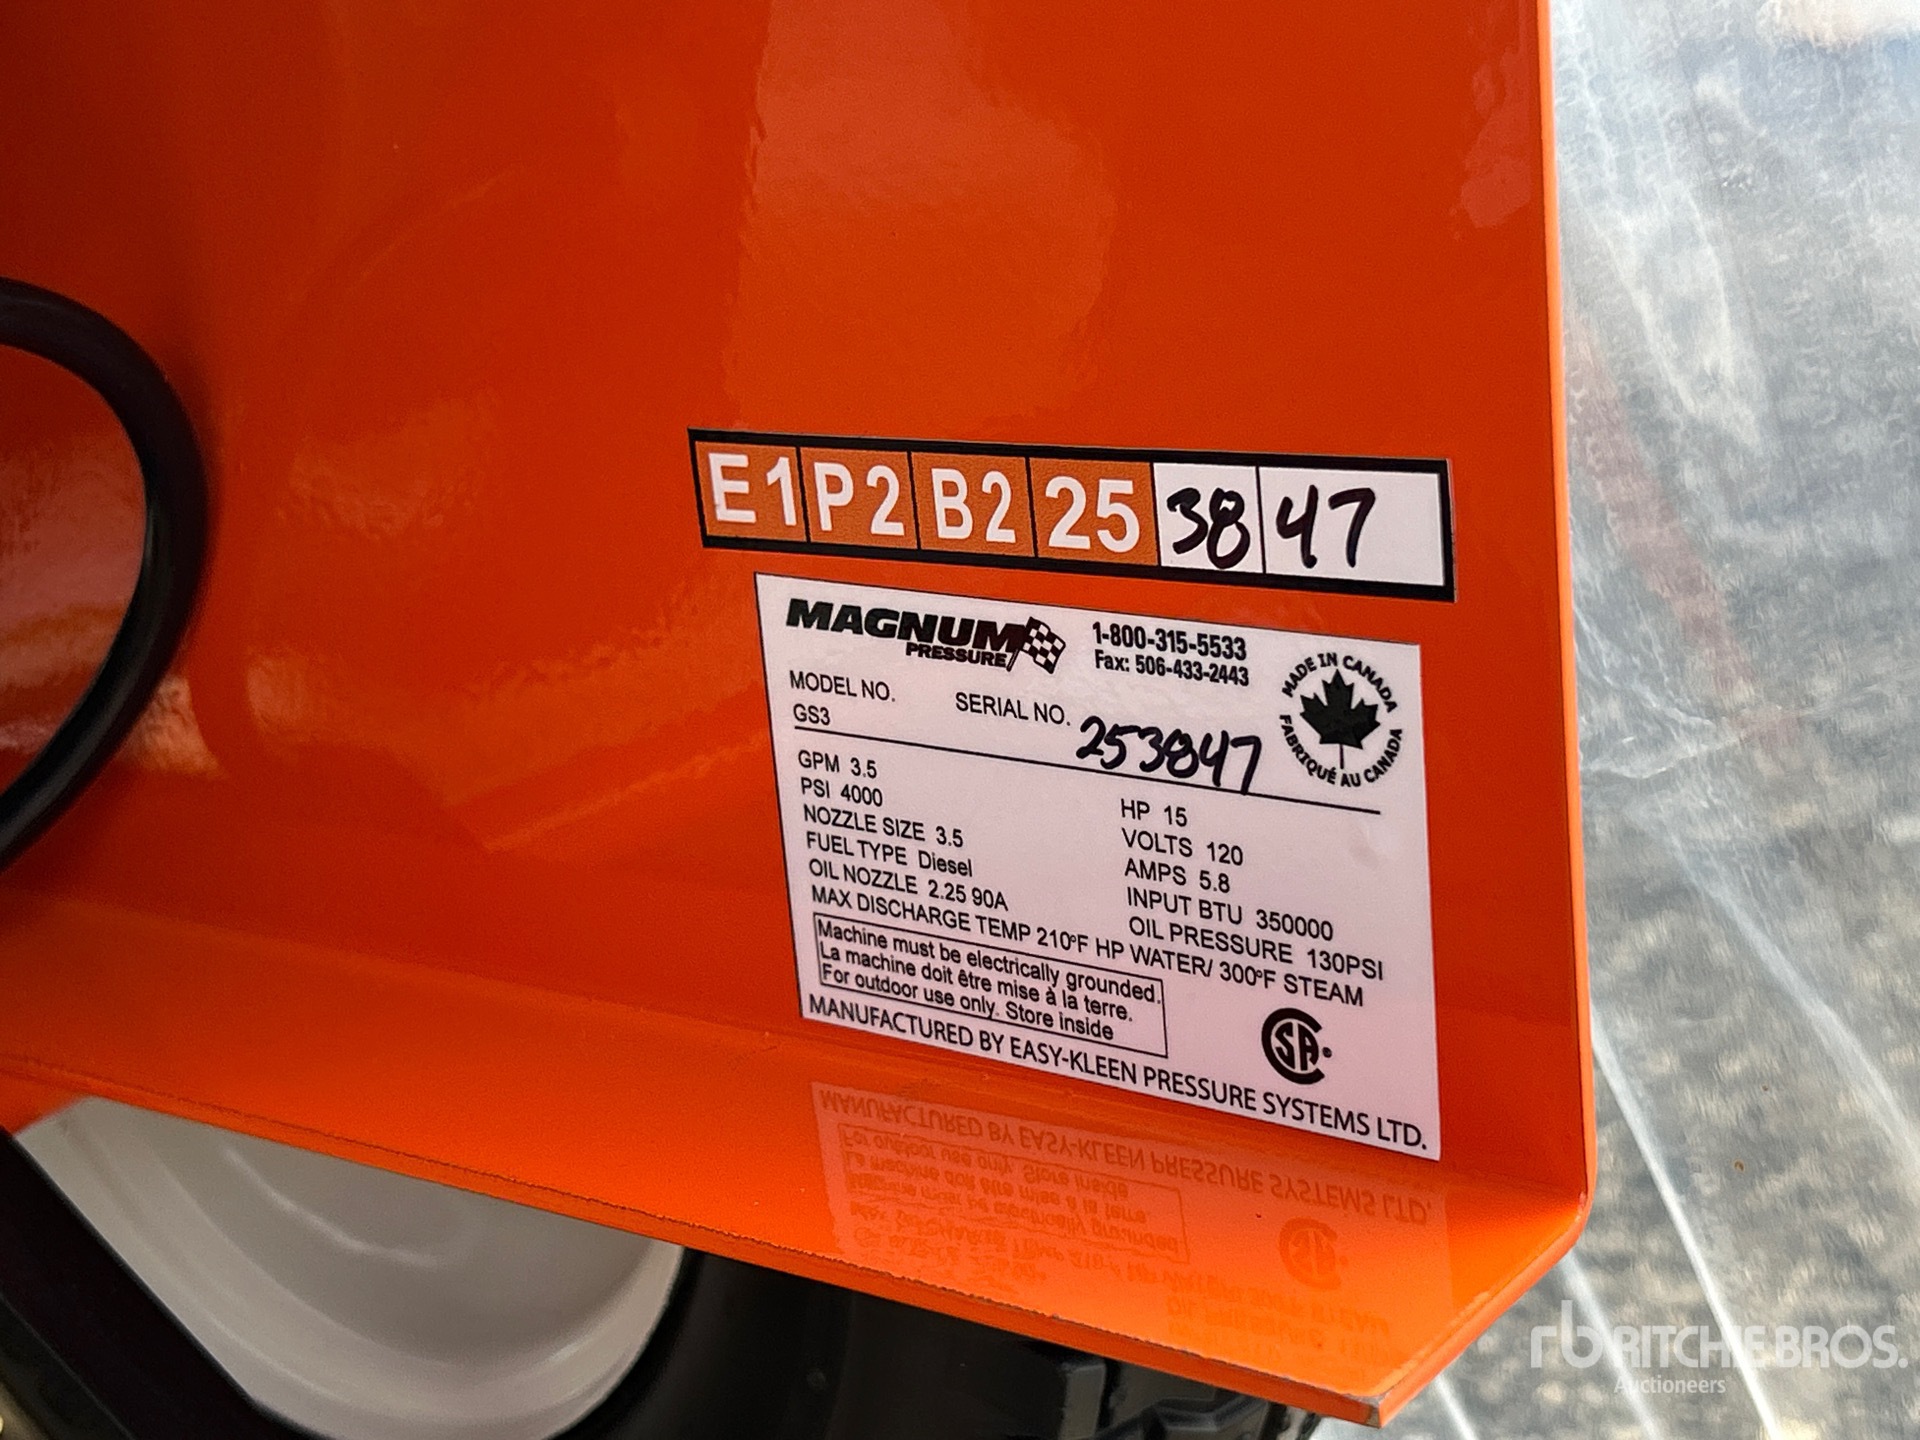 E1 P2 B2 25 38 47
MAGNUM
PRESSURE
1-800-315-5533
Fax: 506-433-2443
MADE IN CANADA
FABRIQUÉ AU CANADA
MODEL NO.
GS3
SERIAL NO. 253847
GPM 3.5
PSI 4000
NOZZLE SIZE 3.5
FUEL TYPE Diesel
OIL NOZZLE 2.25 90A
HP 15
VOLTS 120
AMPS 5.8
INPUT BTU 350000
OIL PRESSURE 130PSI
MAX DISCHARGE TEMP 210°F HP WATER/ 300°F STEAM
Machine must be electrically grounded.
La machine doit être mise à la terre.
For outdoor use only. Store inside
CSA
MANUFACTURED BY EASY-KLEEN PRESSURE SYSTEMS LTD.
rb RITCHIE BROS.
Auctioneers